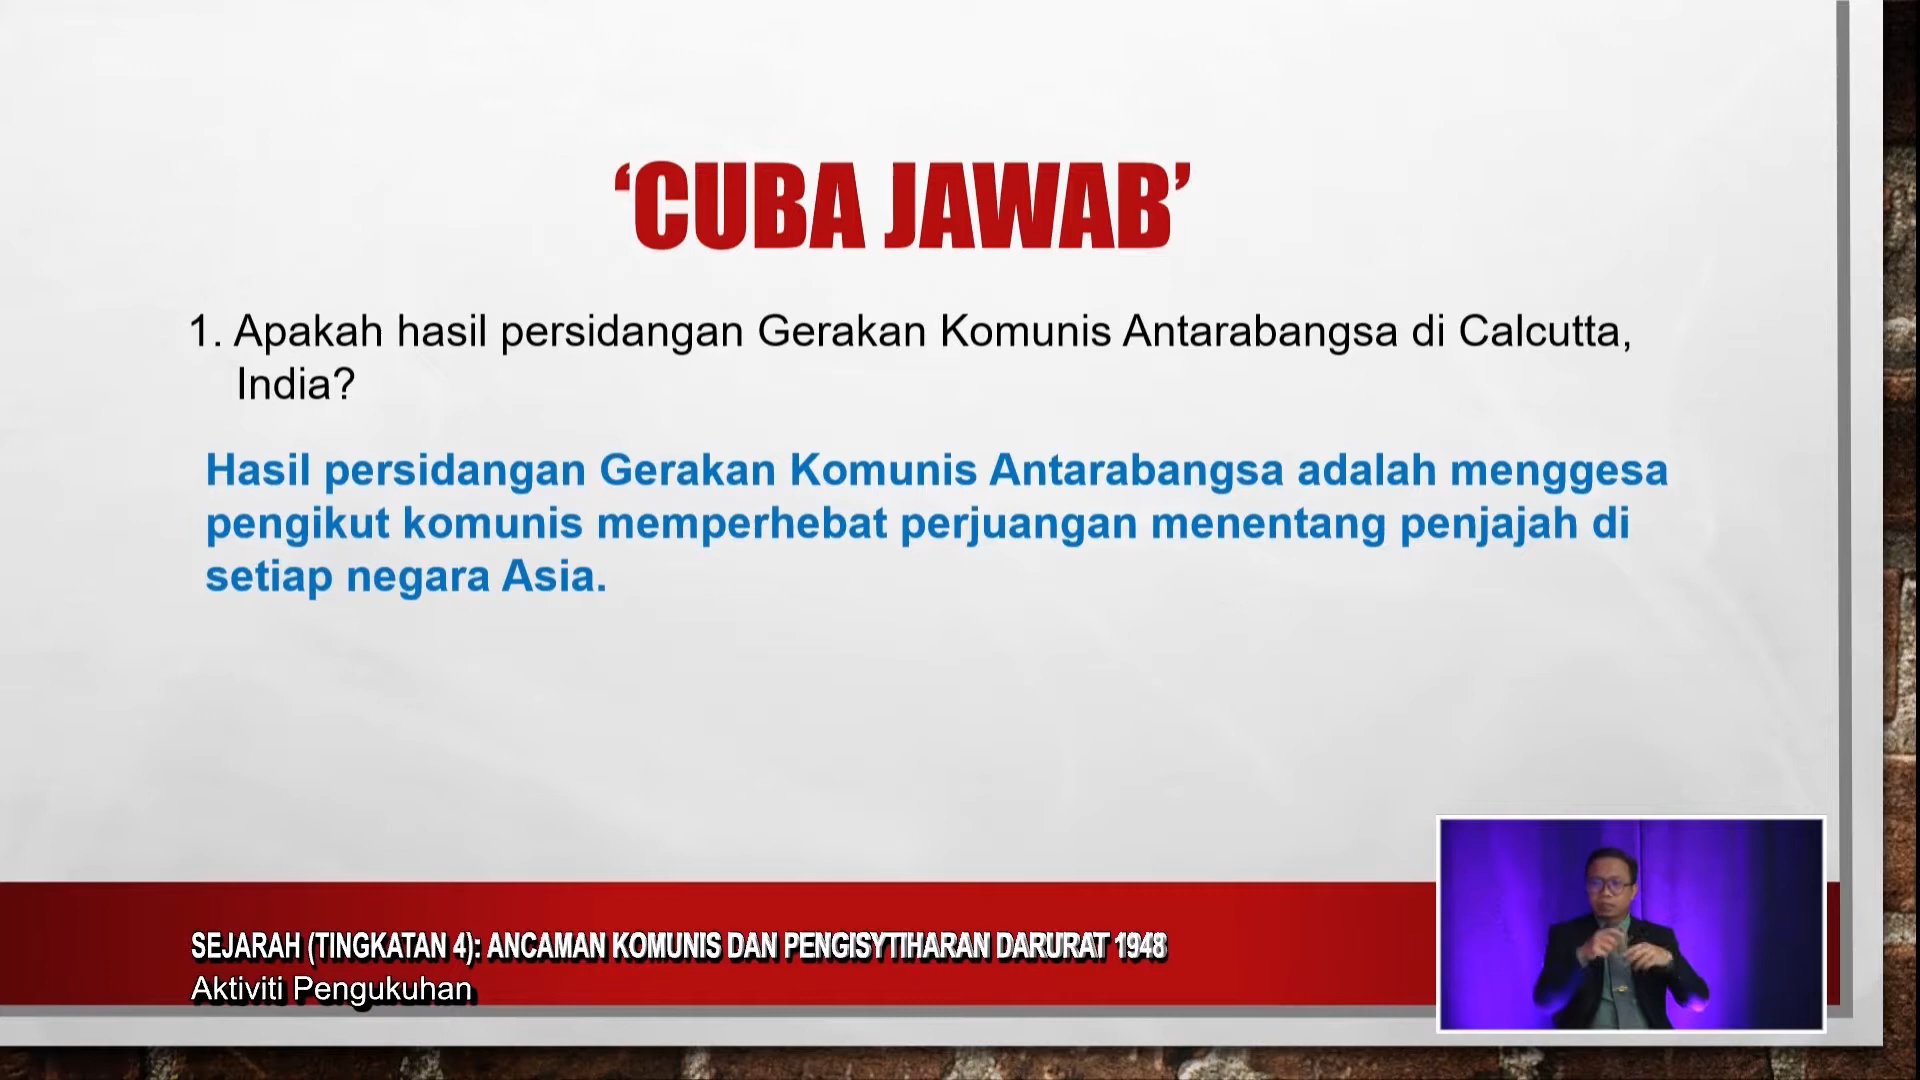 ‘CUBA JAWAB’
1. Apakah hasil persidangan Gerakan Komunis Antarabangsa di Calcutta,
India?
Hasil persidangan Gerakan Komunis Antarabangsa adalah menggesa
pengikut komunis memperhebat perjuangan menentang penjajah di
setiap negara Asia.
SEJARAH (TINGKATAN 4): ANCAMAN KOMUNIS DAN PENGISYTIHARAN DARURAT 1948
Aktiviti Pengukuhan